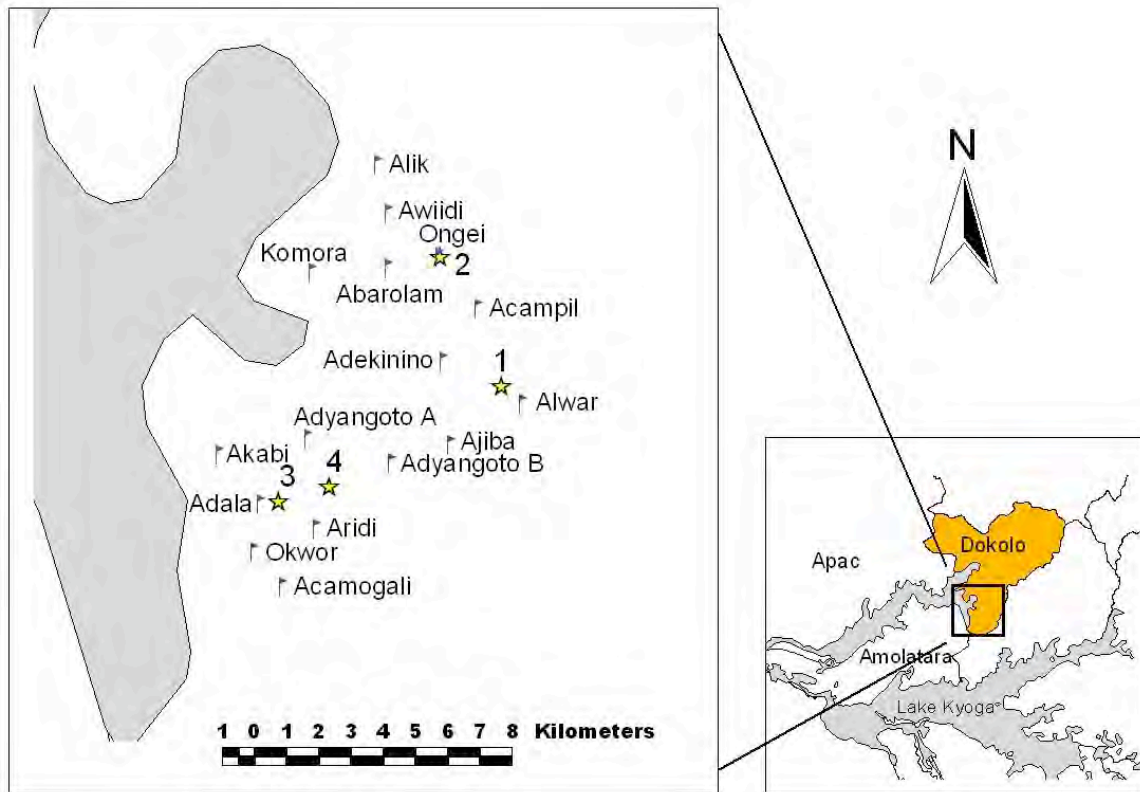 Alik
Awiidi
Ongei
2
Komora
Abarolam
Acampil
Adekinino
1
Alwar
Adyangoto A
Ajiba
Akabi
Adyangoto B
3
4
Adala
Aridi
Okwor
Acamogali
1 0 1 2 3 4 5 6 7 8 Kilometers
N
Dokolo
Apac
Amolatara
Lake Kyoga